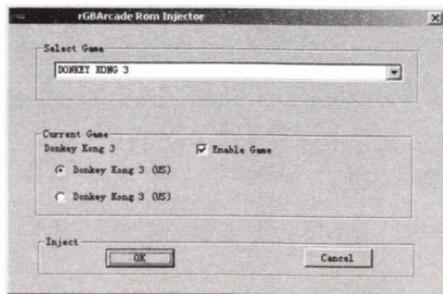 rGBArcade Rom Injector
Select Game
DONKEY KONG 3
Current Game
Donkey Kong 3
Enable Game
Donkey Kong 3 (US)
Donkey Kong 3 (US)
Inject
OK
Cancel